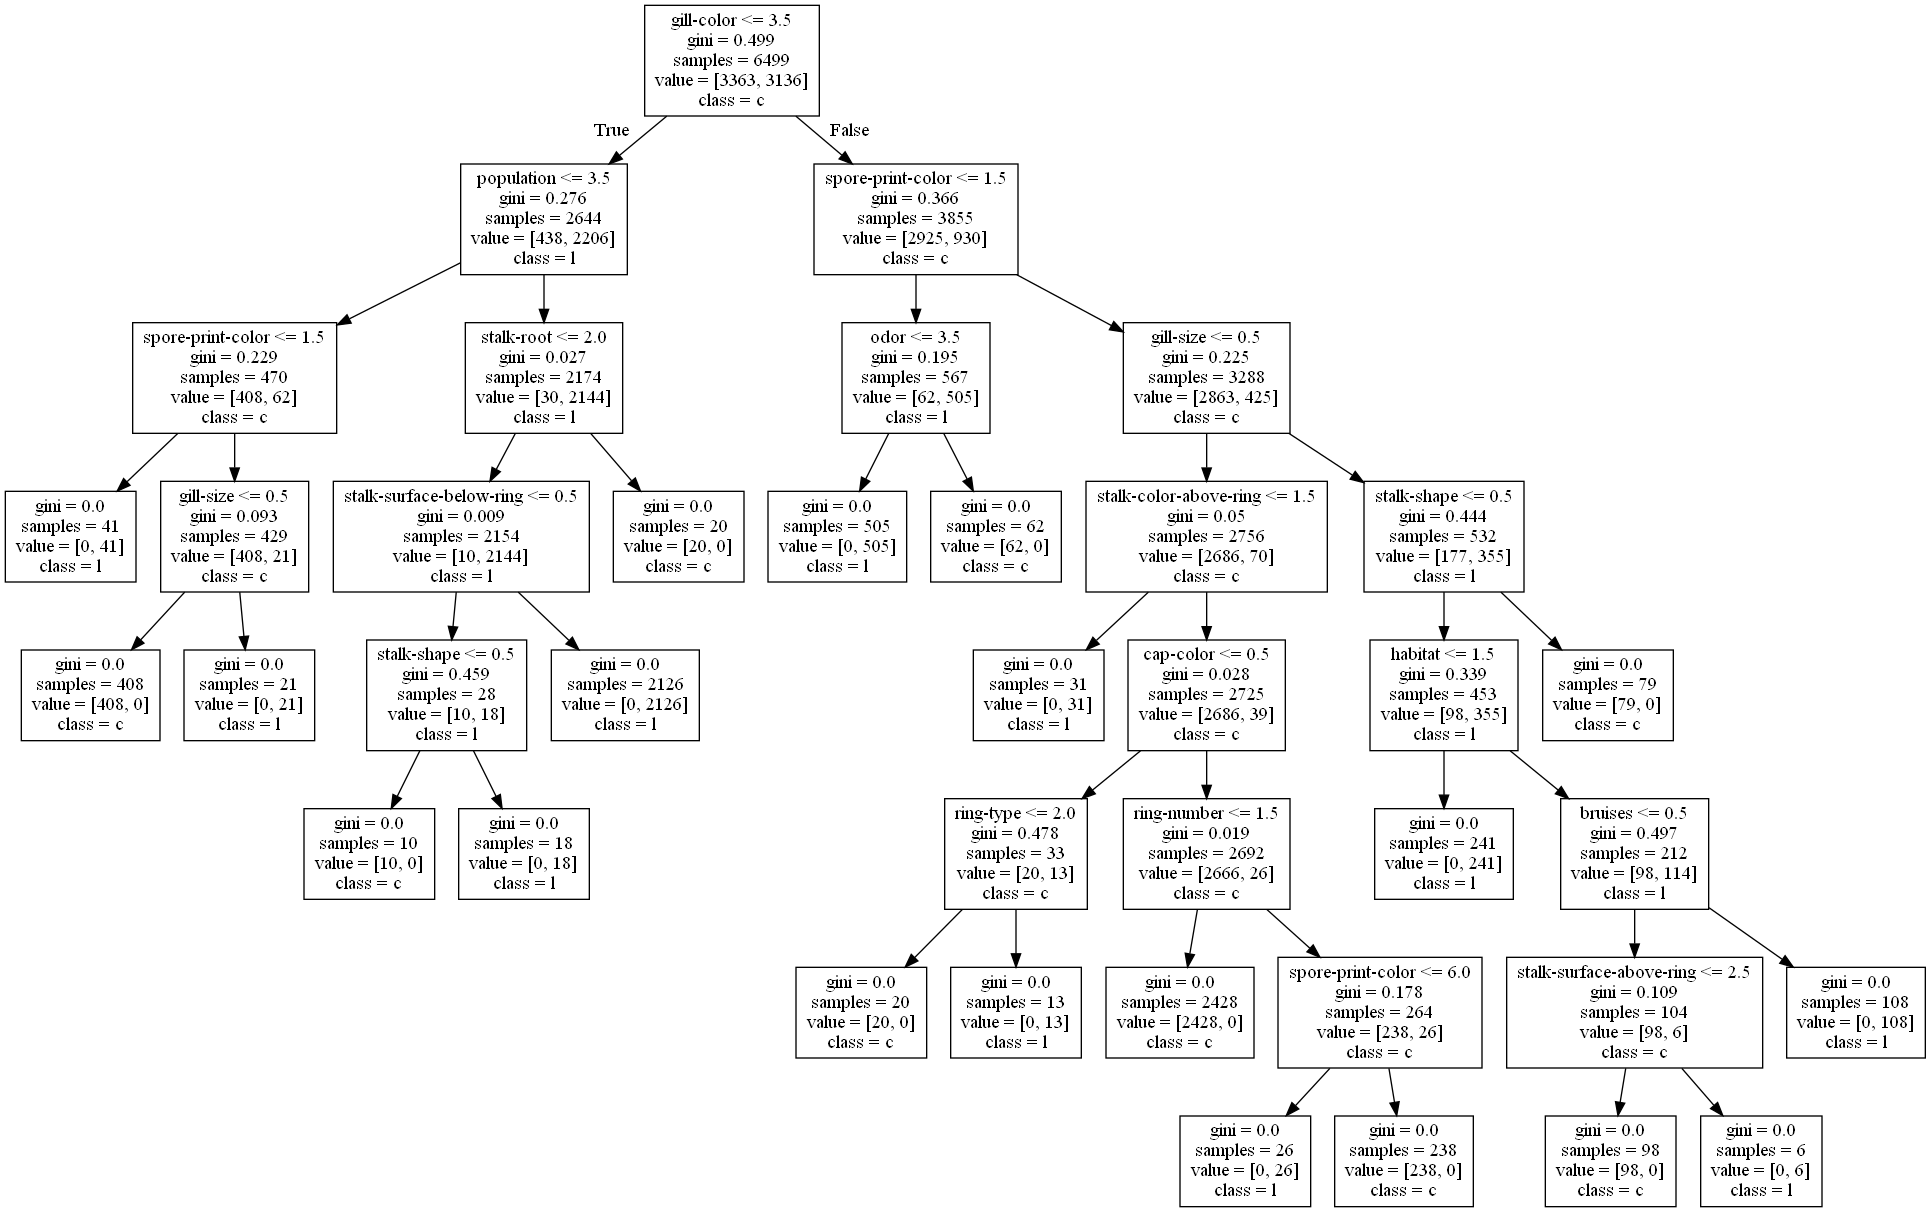 gill-color <= 3.5
gini = 0.499
samples = 6499
value = [3363, 3136]
class = c
True
False
population <= 3.5
gini = 0.276
samples = 2644
value = [438, 2206]
class = l
spore-print-color <= 1.5
gini = 0.366
samples = 3855
value = [2925, 930]
class = c
spore-print-color <= 1.5
gini = 0.229
samples = 470
value = [408, 62]
class = c
stalk-root <= 2.0
gini = 0.027
samples = 2174
value = [30, 2144]
class = l
odor <= 3.5
gini = 0.195
samples = 567
value = [62, 505]
class = l
gill-size <= 0.5
gini = 0.225
samples = 3288
value = [2863, 425]
class = c
gini = 0.0
samples = 41
value = [0, 41]
class = l
gill-size <= 0.5
gini = 0.093
samples = 429
value = [408, 21]
class = c
stalk-surface-below-ring <= 0.5
gini = 0.009
samples = 2154
value = [10, 2144]
class = l
gini = 0.0
samples = 20
value = [20, 0]
class = c
gini = 0.0
samples = 505
value = [0, 505]
class = l
gini = 0.0
samples = 62
value = [62, 0]
class = c
stalk-color-above-ring <= 1.5
gini = 0.05
samples = 2756
value = [2686, 70]
class = c
stalk-shape <= 0.5
gini = 0.444
samples = 532
value = [177, 355]
class = l
gini = 0.0
samples = 408
value = [408, 0]
class = c
gini = 0.0
samples = 21
value = [0, 21]
class = l
stalk-shape <= 0.5
gini = 0.459
samples = 28
value = [10, 18]
class = l
gini = 0.0
samples = 2126
value = [0, 2126]
class = l
gini = 0.0
samples = 31
value = [0, 31]
class = l
cap-color <= 0.5
gini = 0.028
samples = 2725
value = [2686, 39]
class = c
habitat <= 1.5
gini = 0.339
samples = 453
value = [98, 355]
class = l
gini = 0.0
samples = 79
value = [79, 0]
class = c
gini = 0.0
samples = 10
value = [10, 0]
class = c
gini = 0.0
samples = 18
value = [0, 18]
class = l
ring-type <= 2.0
gini = 0.478
samples = 33
value = [20, 13]
class = c
ring-number <= 1.5
gini = 0.019
samples = 2692
value = [2666, 26]
class = c
gini = 0.0
samples = 241
value = [0, 241]
class = l
bruises <= 0.5
gini = 0.497
samples = 212
value = [98, 114]
class = l
gini = 0.0
samples = 20
value = [20, 0]
class = c
gini = 0.0
samples = 13
value = [0, 13]
class = l
gini = 0.0
samples = 2428
value = [2428, 0]
class = c
spore-print-color <= 6.0
gini = 0.178
samples = 264
value = [238, 26]
class = c
stalk-surface-above-ring <= 2.5
gini = 0.109
samples = 104
value = [98, 6]
class = c
gini = 0.0
samples = 108
value = [0, 108]
class = l
gini = 0.0
samples = 26
value = [0, 26]
class = l
gini = 0.0
samples = 238
value = [238, 0]
class = c
gini = 0.0
samples = 98
value = [98, 0]
class = c
gini = 0.0
samples = 6
value = [0, 6]
class = l